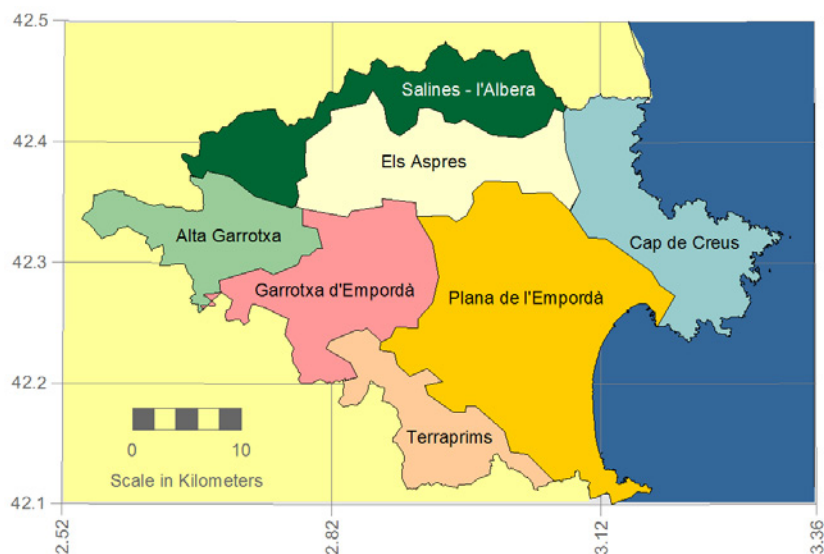 42.5
Salines - l'Albera
42.4
Els Aspres
Alta Garrotxa
Cap de Creus
42.3
Garrotxa d'Empordà
Plana de l'Empordà
42.2
Terraprims
0 10
Scale in Kilometers
42.1
2.52 2.82 3.12 3.36